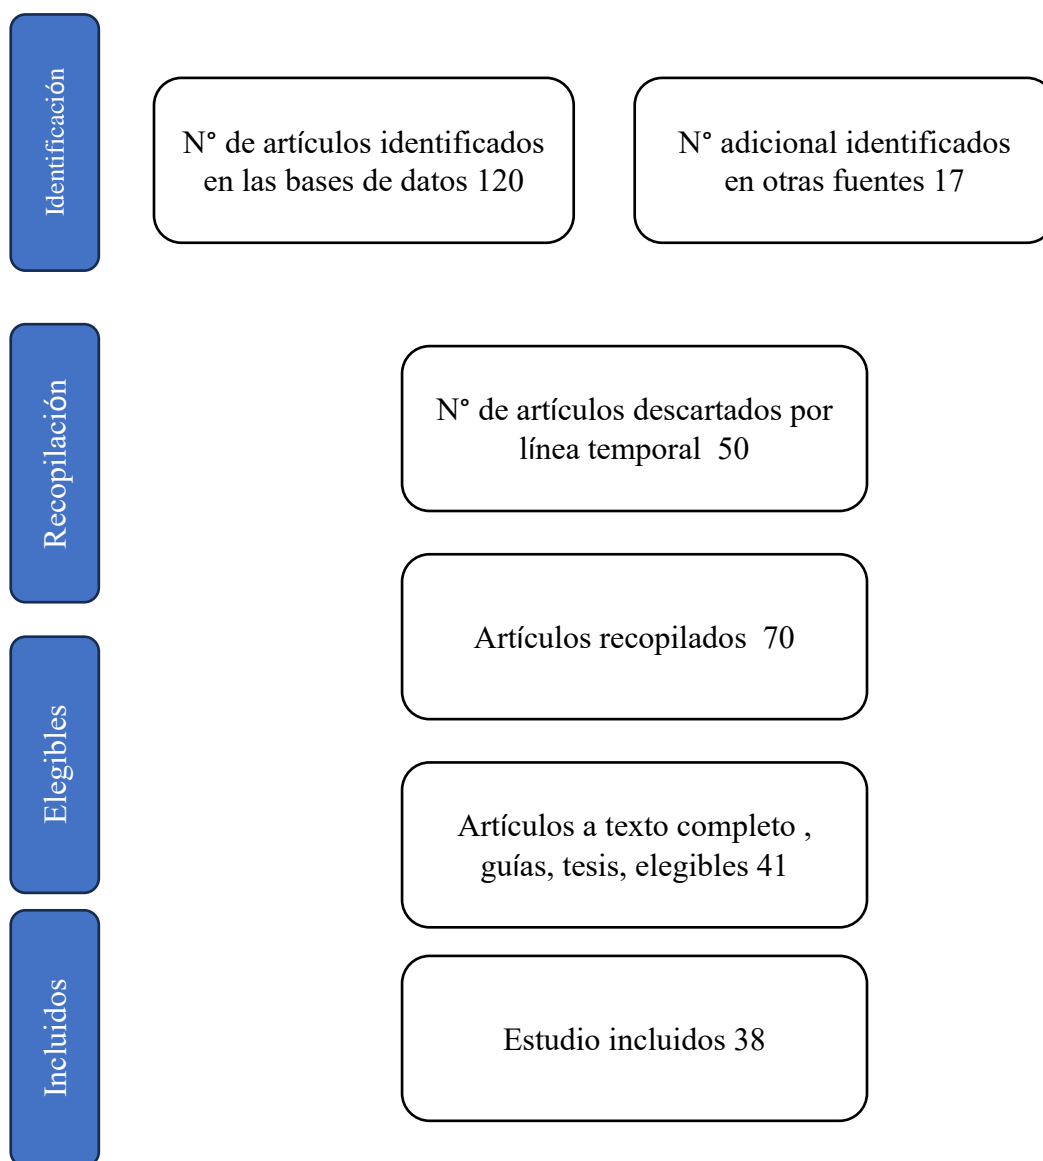 Identificación
N° de artículos identificados
en las bases de datos 120
N° adicional identificados
en otras fuentes 17
Recopilación
N° de artículos descartados por
línea temporal 50
Artículos recopilados 70
Elegibles
Artículos a texto completo ,
guías, tesis, elegibles 41
Incluidos
Estudio incluidos 38